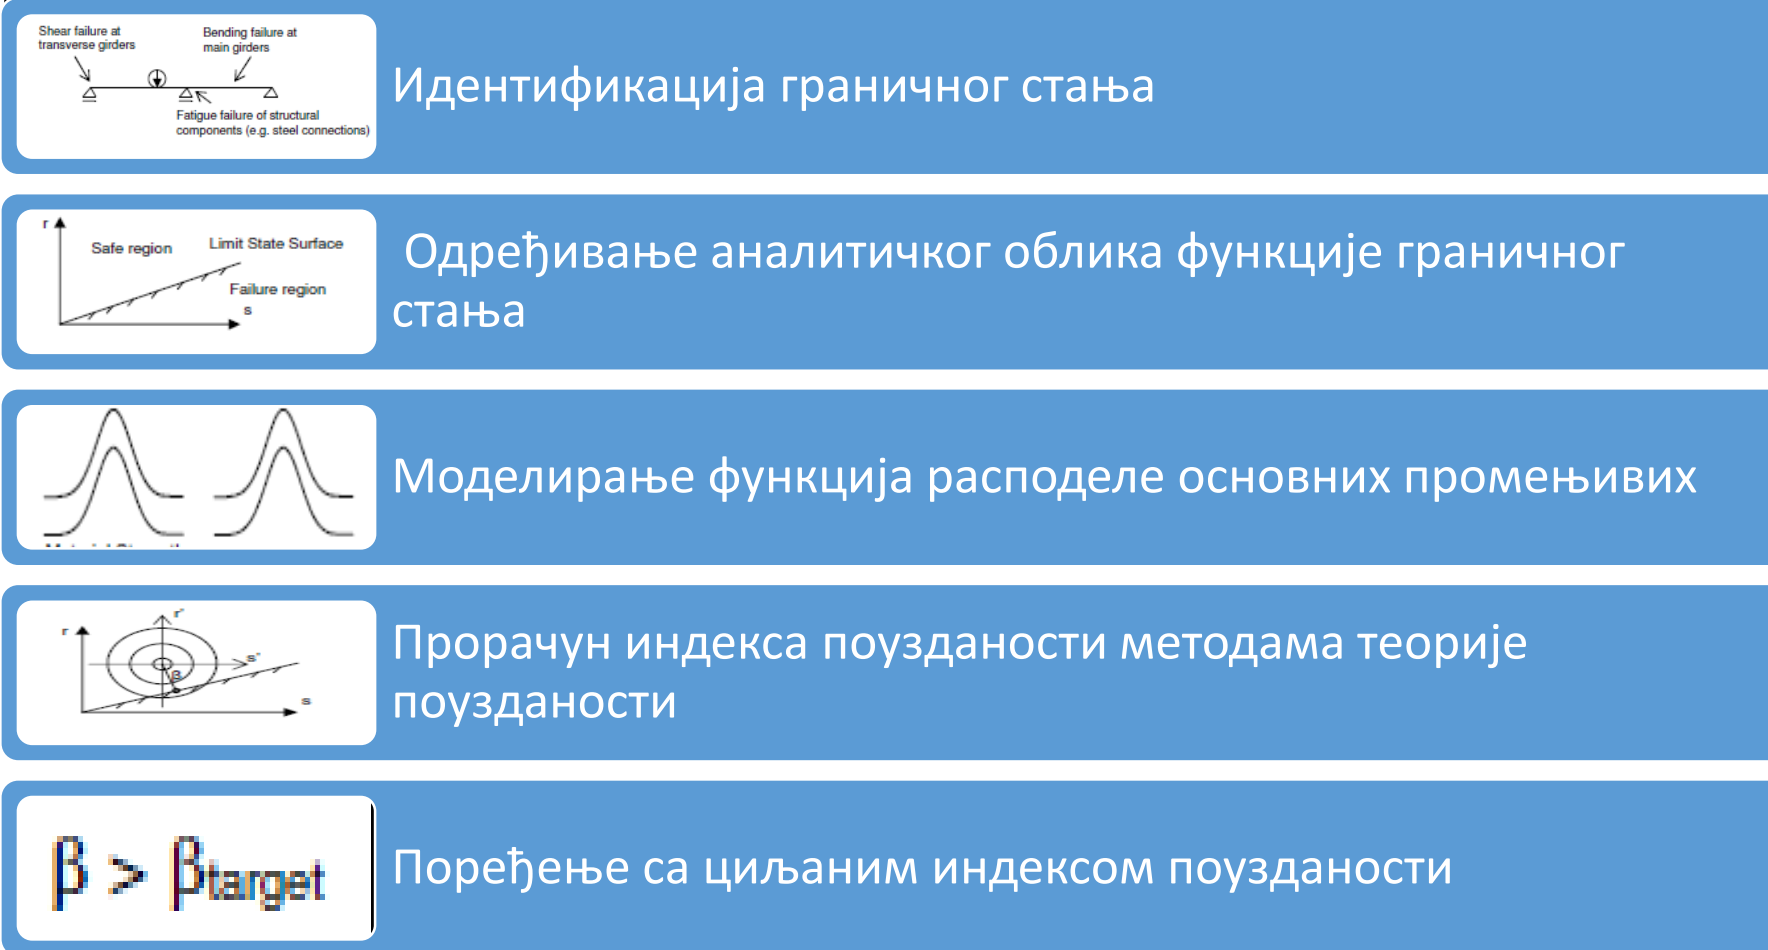 Shear failure at
transverse girders
Bending failure at
main girders
Fatigue failure of structural
components (e.g. steel connections)
Идентификација граничног стања
r
Safe region
Limit State Surface
Failure region
s
Одређивање аналитичког облика функције граничног
стања
Моделирање функција расподеле основних промењивих
r
r'
s'
β
s
Прорачун индекса поузданости методама теорије
поузданости
β > βtarget
Поређење са циљаним индексом поузданости